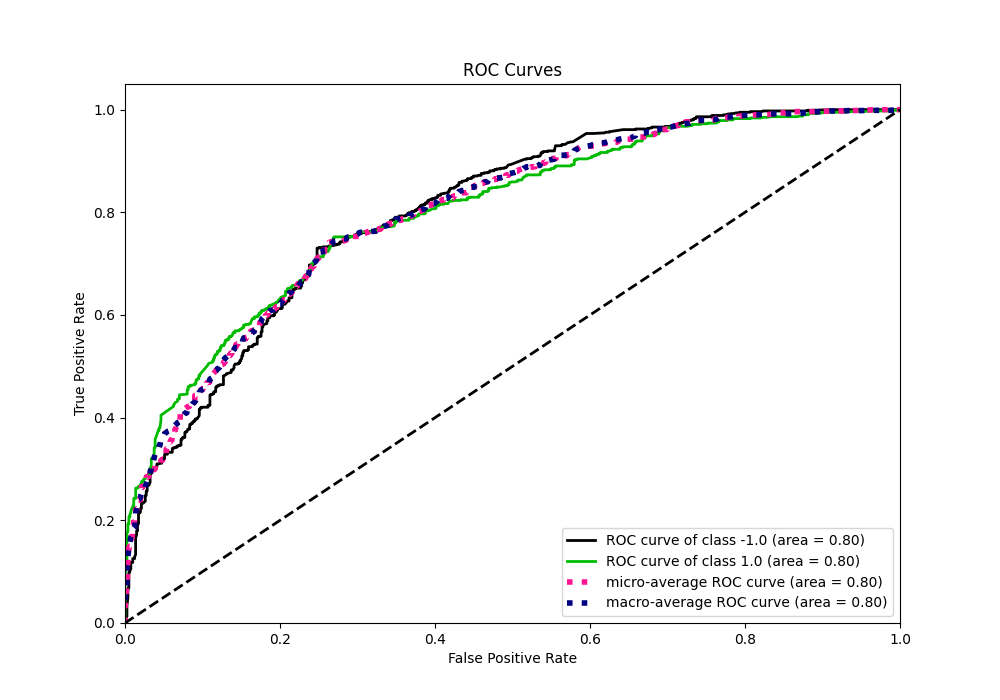 ROC Curves
1.0
0.8
0.6
0.4
0.2
0.0
True Positive Rate
0.0 0.2 0.4 0.6 0.8 1.0
False Positive Rate
ROC curve of class -1.0 (area = 0.80)
ROC curve of class 1.0 (area = 0.80)
micro-average ROC curve (area = 0.80)
macro-average ROC curve (area = 0.80)